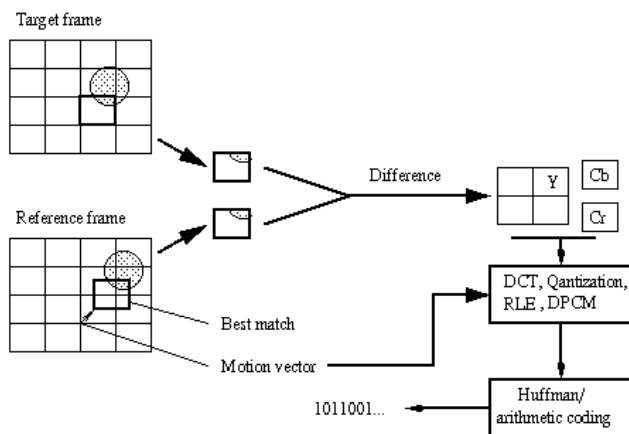 Target frame
Difference
Y
Cb
Cr
Reference frame
Best match
Motion vector
DCT, Qantization,
RLE , DPCM
Huffman/
arithmetic coding
1011001...